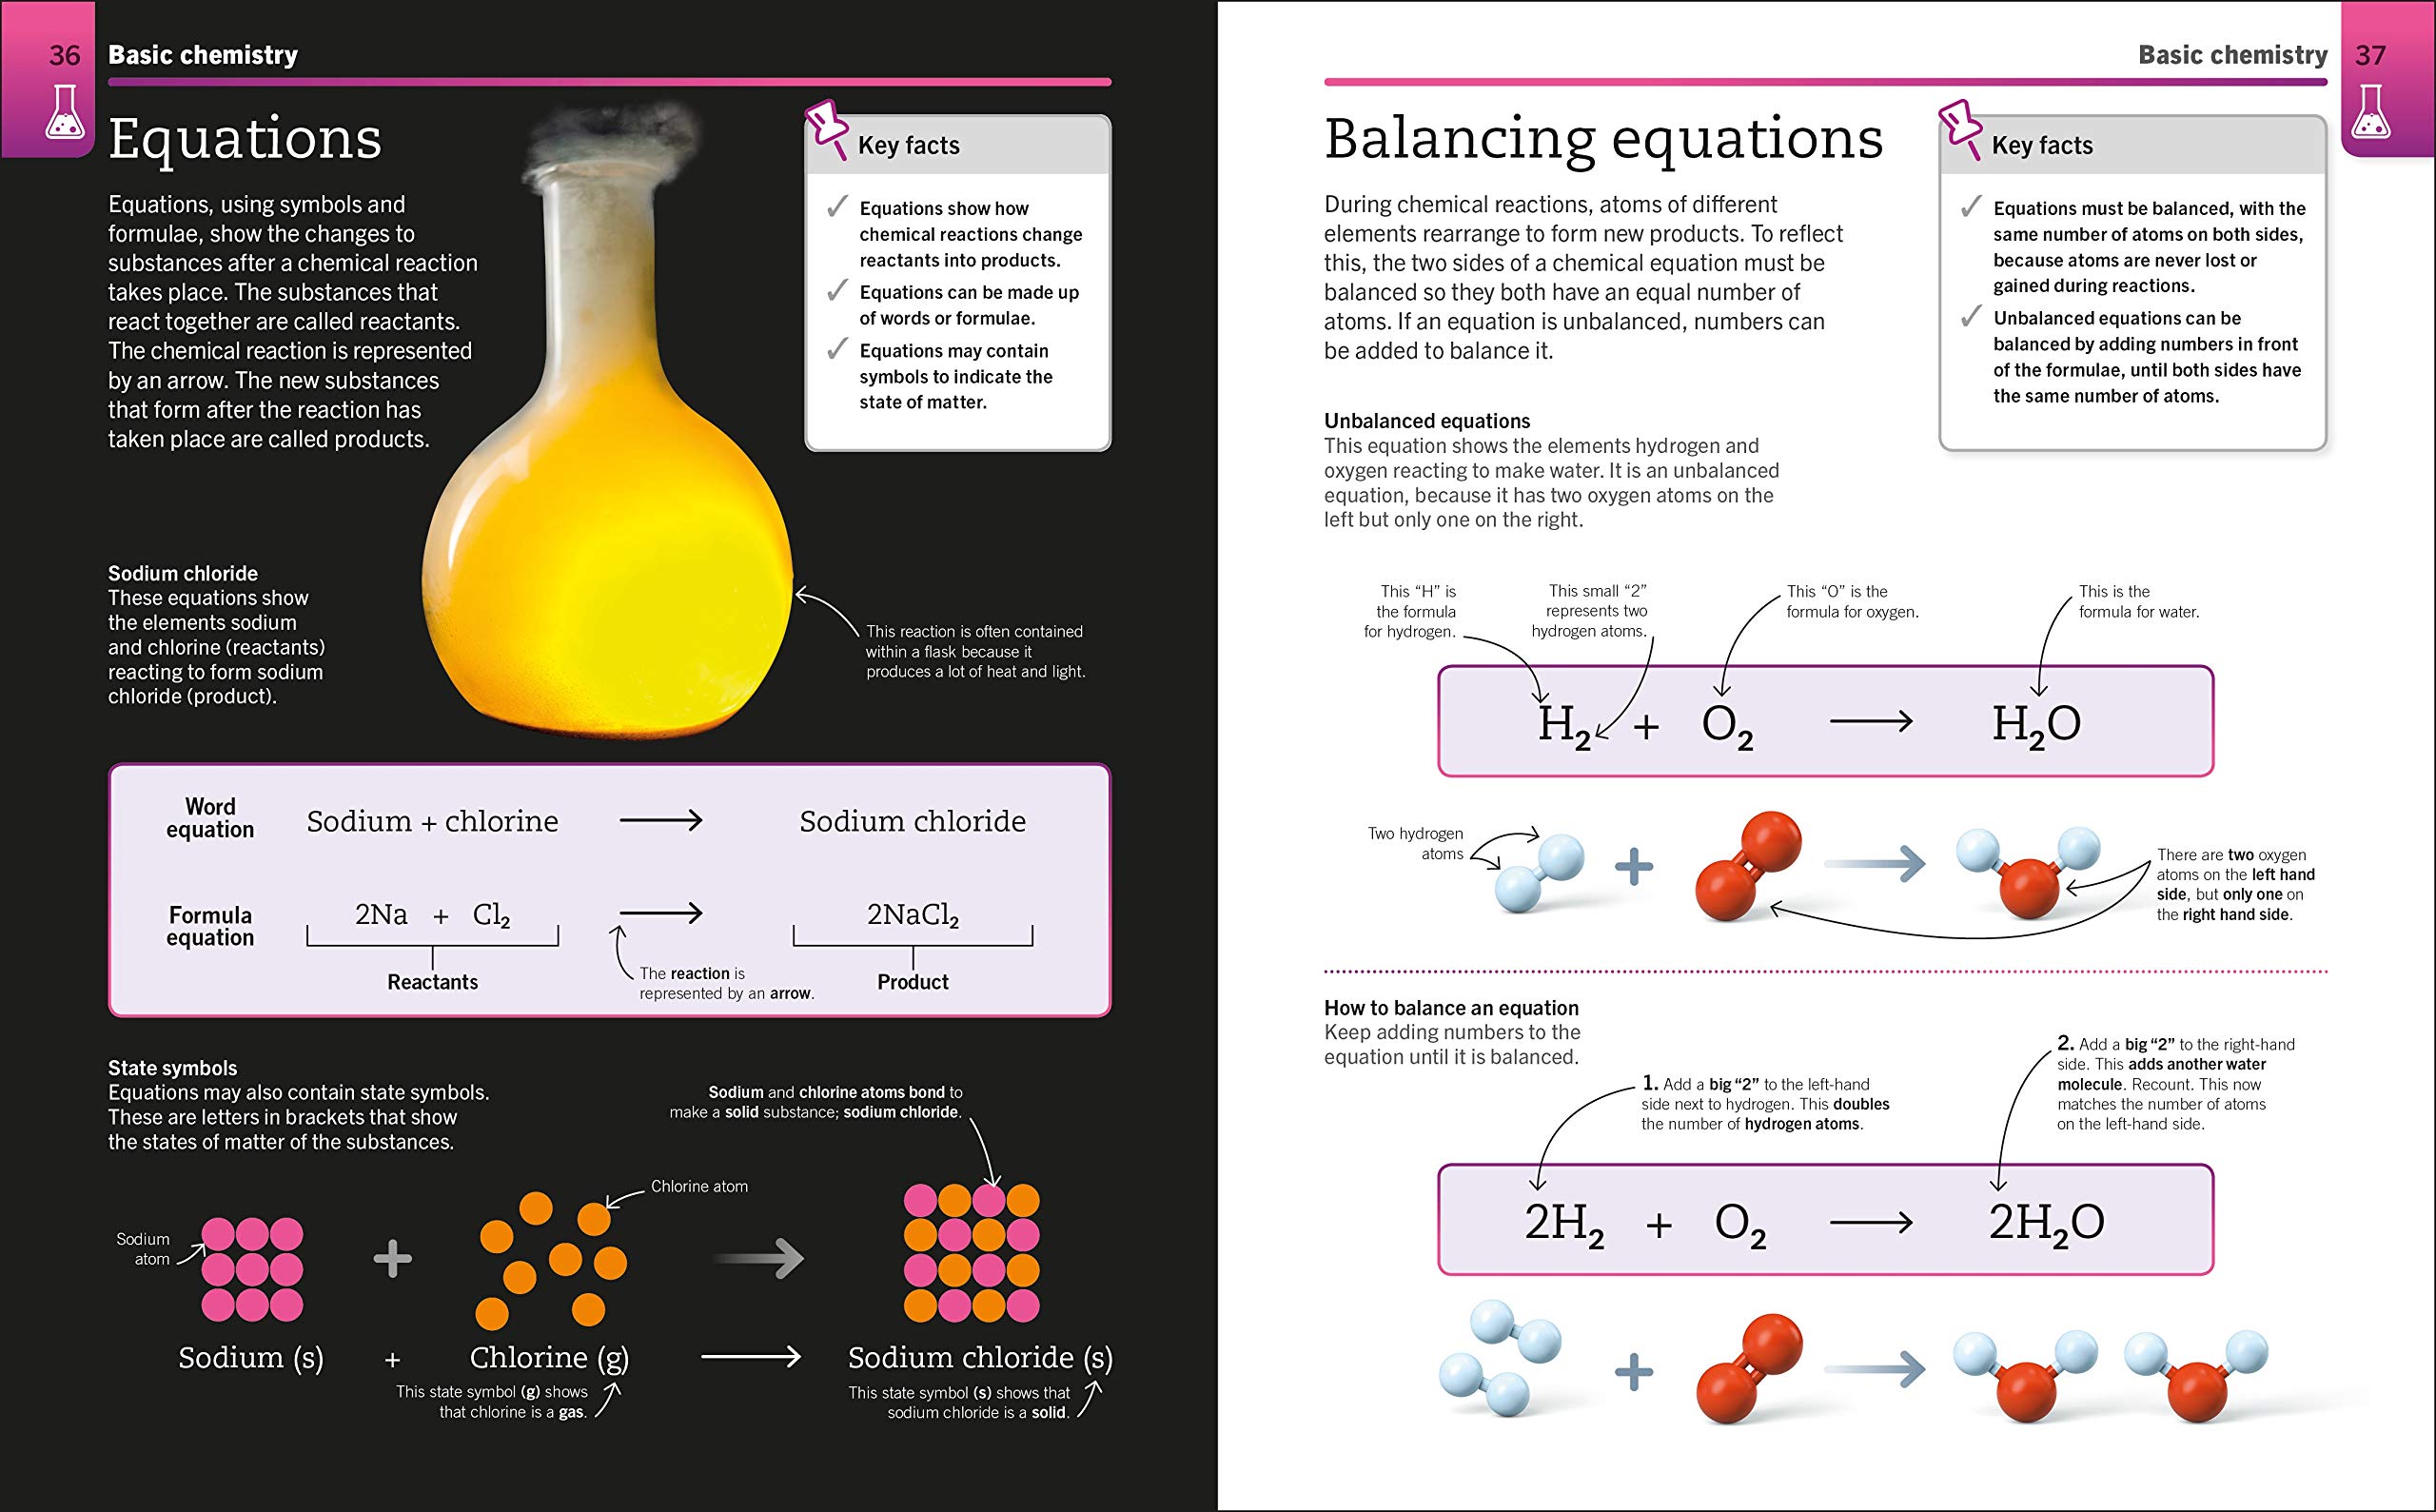 36
Basic chemistry
Equations
Equations, using symbols and
formulae, show the changes to
substances after a chemical reaction
takes place. The substances that
react together are called reactants.
The chemical reaction is represented
by an arrow. The new substances
that form after the reaction has
taken place are called products.
Key facts
✓ Equations show how
chemical reactions change
reactants into products.
✓ Equations can be made up
of words or formulae.
✓ Equations may contain
symbols to indicate the
state of matter.
Sodium chloride
These equations show
the elements sodium
and chlorine (reactants)
reacting to form sodium
chloride (product).
This reaction is often contained
within a flask because it
produces a lot of heat and light.
Word
equation
Sodium + chlorine ⟶ Sodium chloride
Formula
equation
2Na + Cl₂ ⟶ 2NaCl₂
Reactants
The reaction is
represented by an arrow.
Product
State symbols
Equations may also contain state symbols.
These are letters in brackets that show
the states of matter of the substances.
Sodium and chlorine atoms bond to
make a solid substance; sodium chloride.
Chlorine atom
Sodium
atom
+
Sodium (s) + Chlorine (g) ⟶ Sodium chloride (s)
This state symbol (g) shows
that chlorine is a gas.
This state symbol (s) shows that
sodium chloride is a solid.
Basic chemistry
37
Balancing equations
During chemical reactions, atoms of different
elements rearrange to form new products. To reflect
this, the two sides of a chemical equation must be
balanced so they both have an equal number of
atoms. If an equation is unbalanced, numbers can
be added to balance it.
Key facts
✓ Equations must be balanced, with the
same number of atoms on both sides,
because atoms are never lost or
gained during reactions.
✓ Unbalanced equations can be
balanced by adding numbers in front
of the formulae, until both sides have
the same number of atoms.
Unbalanced equations
This equation shows the elements hydrogen and
oxygen reacting to make water. It is an unbalanced
equation, because it has two oxygen atoms on the
left but only one on the right.
This “H” is
the formula
for hydrogen.
This small “2”
represents two
hydrogen atoms.
This “O” is the
formula for oxygen.
This is the
formula for water.
H₂ + O₂ ⟶ H₂O
Two hydrogen
atoms
+
There are two oxygen
atoms on the left hand
side, but only one on
the right hand side.
How to balance an equation
Keep adding numbers to the
equation until it is balanced.
1. Add a big “2” to the left-hand
side next to hydrogen. This doubles
the number of hydrogen atoms.
2. Add a big “2” to the right-hand
side. This adds another water
molecule. Recount. This now
matches the number of atoms
on the left-hand side.
2H₂ + O₂ ⟶ 2H₂O
+